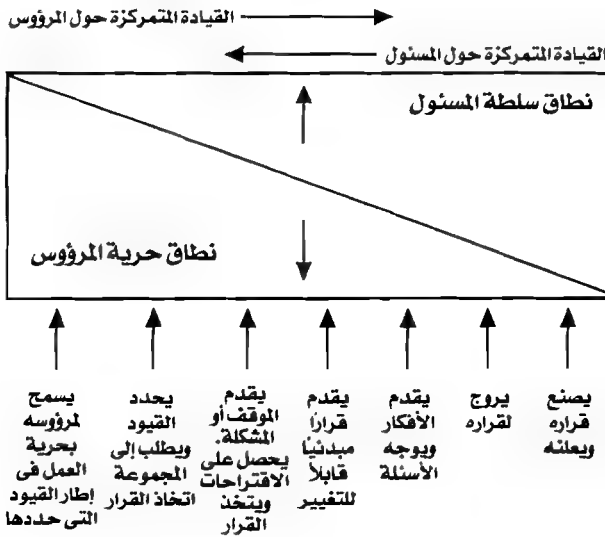 القيادة المتمركزة حول المرؤوس
القيادة المتمركزة حول المسئول
نطاق سلطة المسئول
نطاق حرية المرؤوس
يصنع
قراره
ويعلنه
يروج
لقراره
يقدم
الأفكار
ويوجه
الأسئلة
يقدم
قرارًا
مبدئيًا
قابلاً
للتغيير
يقدم
الموقف أو
المشكلة.
يحصل على
الاقتراحات
ويتخذ
القرار
يحدد
القيود
ويطلب إلى
المجموعة
اتخاذ القرار
يسمح
لمرؤوسه
بحرية
العمل فى
إطار القيود
التى حددها